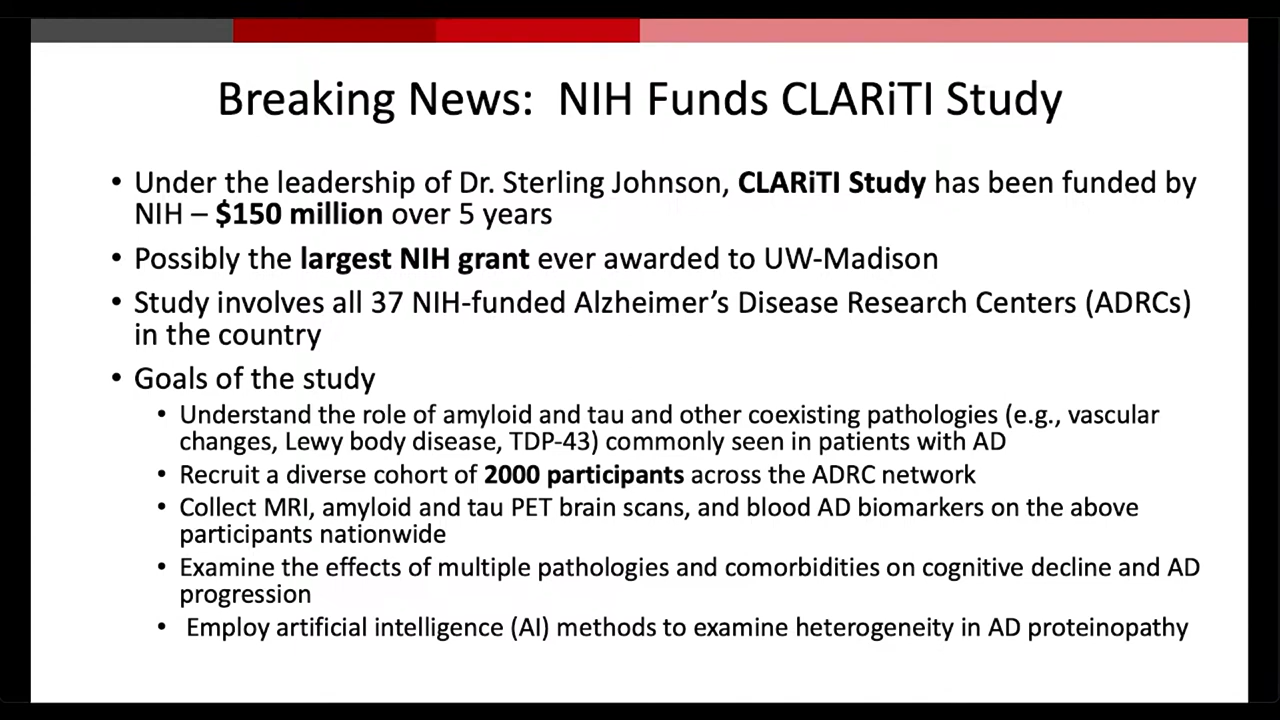 Breaking News:  NIH Funds CLARiTI Study
• Under the leadership of Dr. Sterling Johnson, CLARiTI Study has been funded by
NIH – $150 million over 5 years
• Possibly the largest NIH grant ever awarded to UW-Madison
• Study involves all 37 NIH-funded Alzheimer’s Disease Research Centers (ADRCs)
in the country
• Goals of the study
• Understand the role of amyloid and tau and other coexisting pathologies (e.g., vascular
changes, Lewy body disease, TDP-43) commonly seen in patients with AD
• Recruit a diverse cohort of 2000 participants across the ADRC network
• Collect MRI, amyloid and tau PET brain scans, and blood AD biomarkers on the above
participants nationwide
• Examine the effects of multiple pathologies and comorbidities on cognitive decline and AD
progression
• Employ artificial intelligence (AI) methods to examine heterogeneity in AD proteinopathy